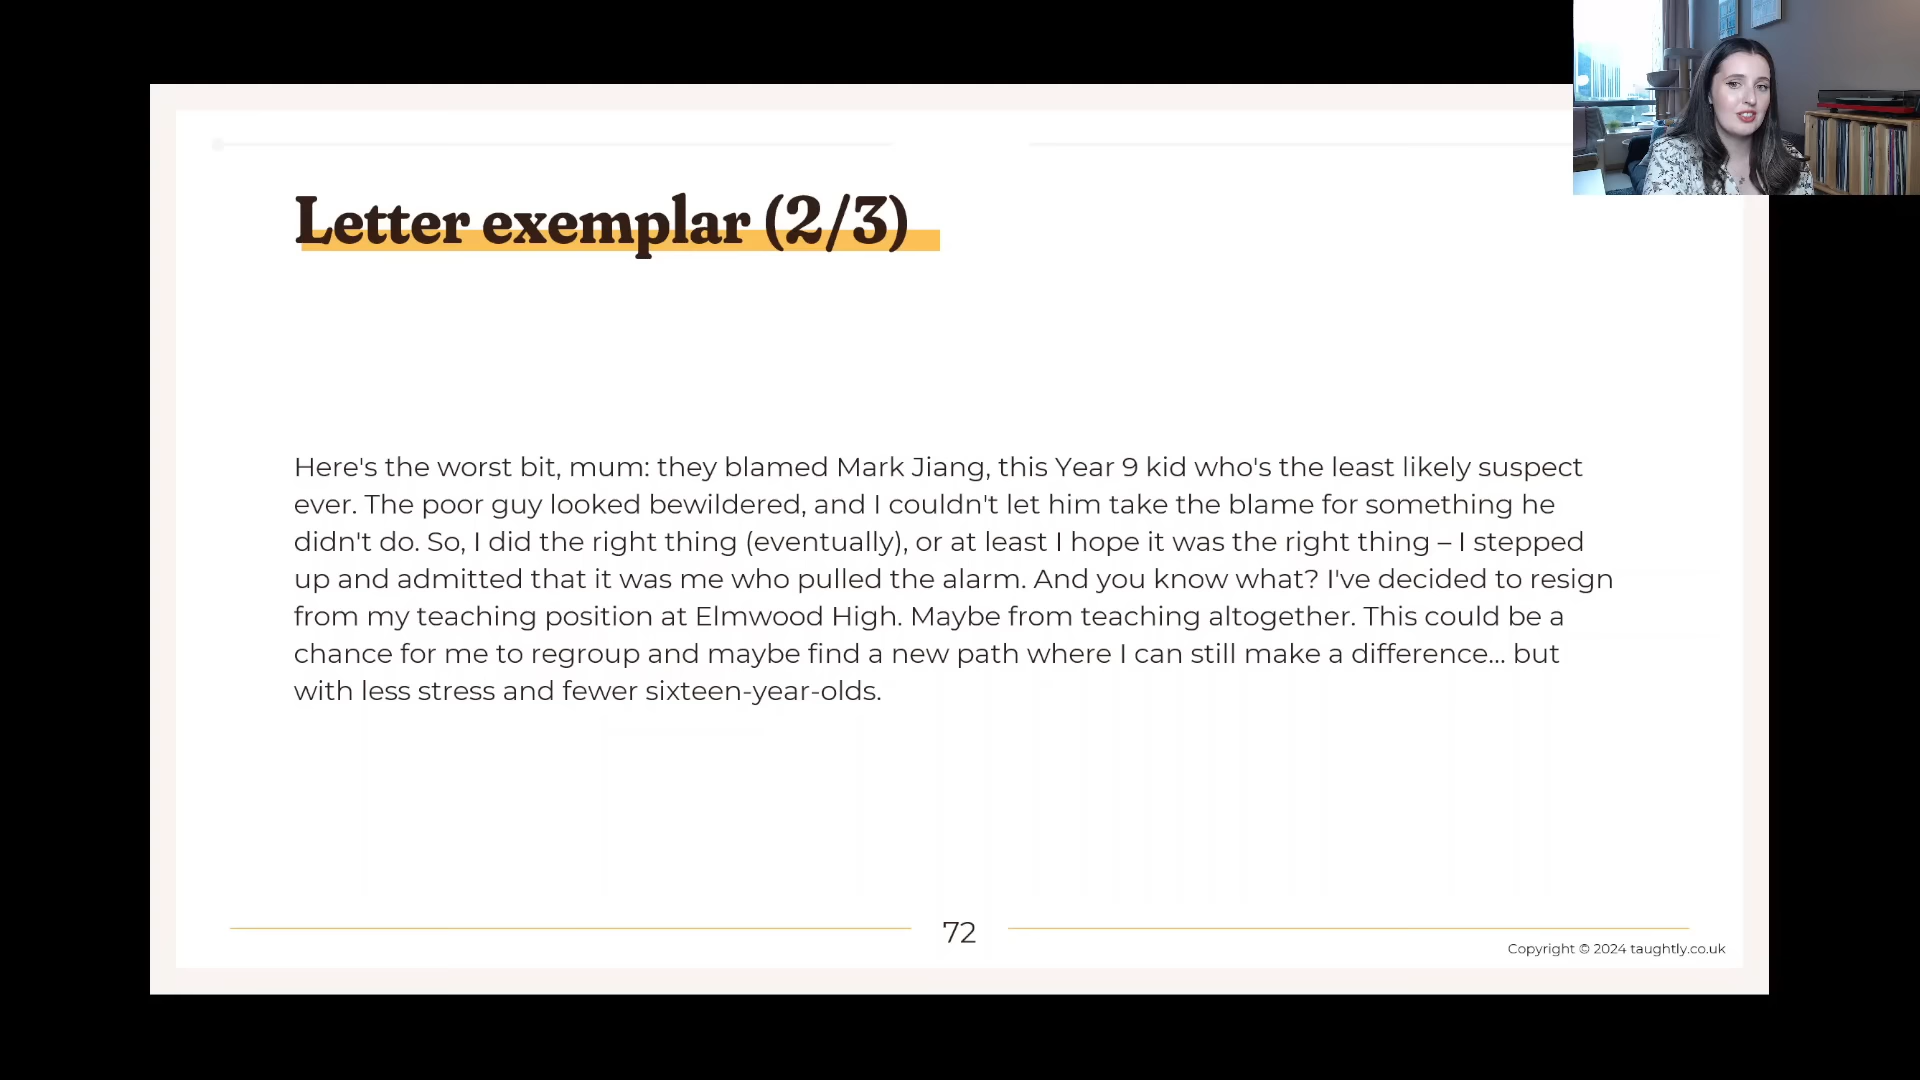 Letter exemplar (2/3)
Here's the worst bit, mum: they blamed Mark Jiang, this Year 9 kid who's the least likely suspect
ever. The poor guy looked bewildered, and I couldn't let him take the blame for something he
didn't do. So, I did the right thing (eventually), or at least I hope it was the right thing – I stepped
up and admitted that it was me who pulled the alarm. And you know what? I've decided to resign
from my teaching position at Elmwood High. Maybe from teaching altogether. This could be a
chance for me to regroup and maybe find a new path where I can still make a difference... but
with less stress and fewer sixteen-year-olds.
72
Copyright © 2024 taughtly.co.uk